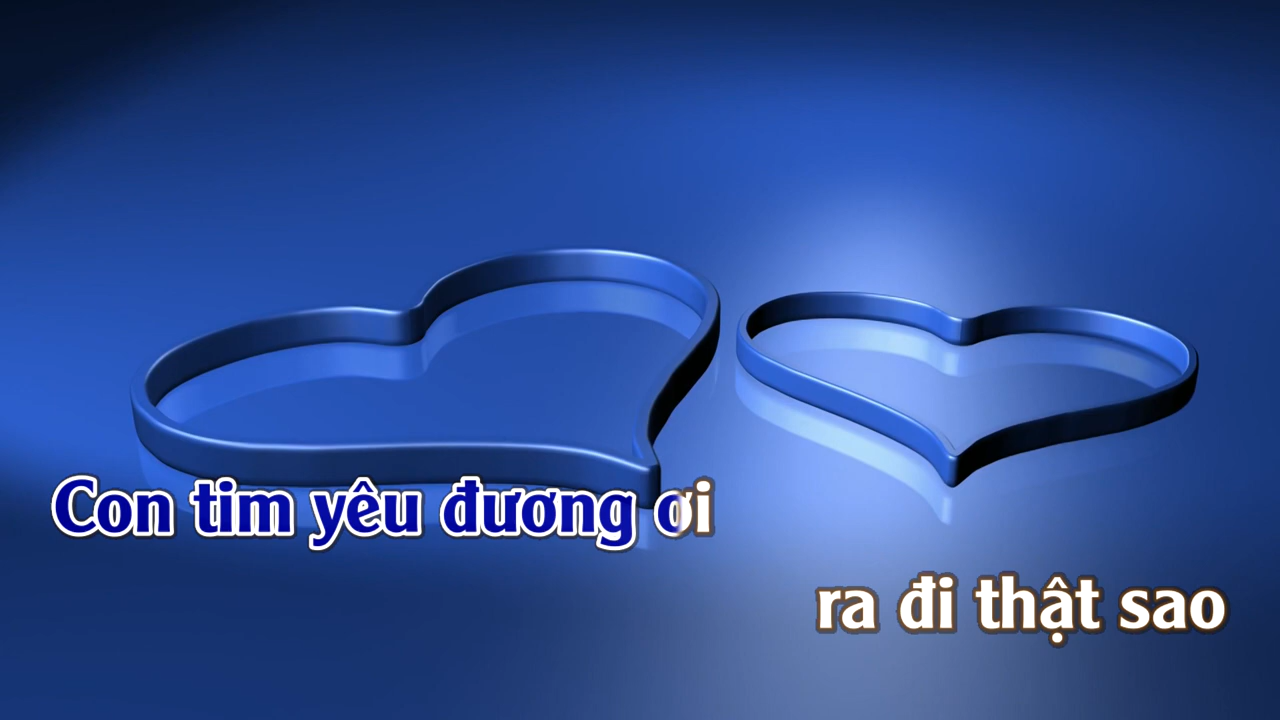 Con tim yêu đương ơi
ra đi thật sao